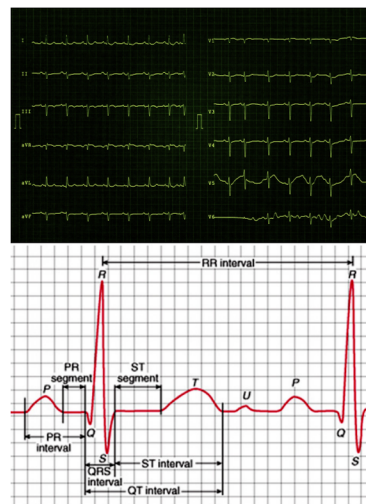 I
V1
II
V2
III
V3
aVR
V4
aVL
V5
aVF
V6
R
RR interval
R
PR
segment
ST
segment
P
T
U
P
Q
S
Q
S
PR
interval
QRS
interval
ST interval
QT interval